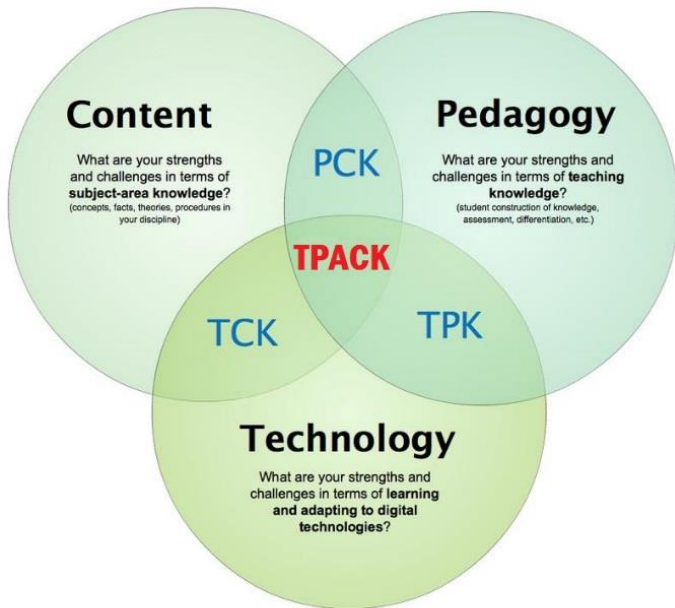 Content
What are your strengths
and challenges in terms of
subject-area knowledge?
(concepts, facts, theories, procedures in
your discipline)
PCK
Pedagogy
What are your strengths and
challenges in terms of teaching
knowledge?
(student construction of knowledge,
assessment, differentiation, etc.)
TPACK
TCK
TPK
Technology
What are your strengths and
challenges in terms of learning
and adapting to digital
technologies?